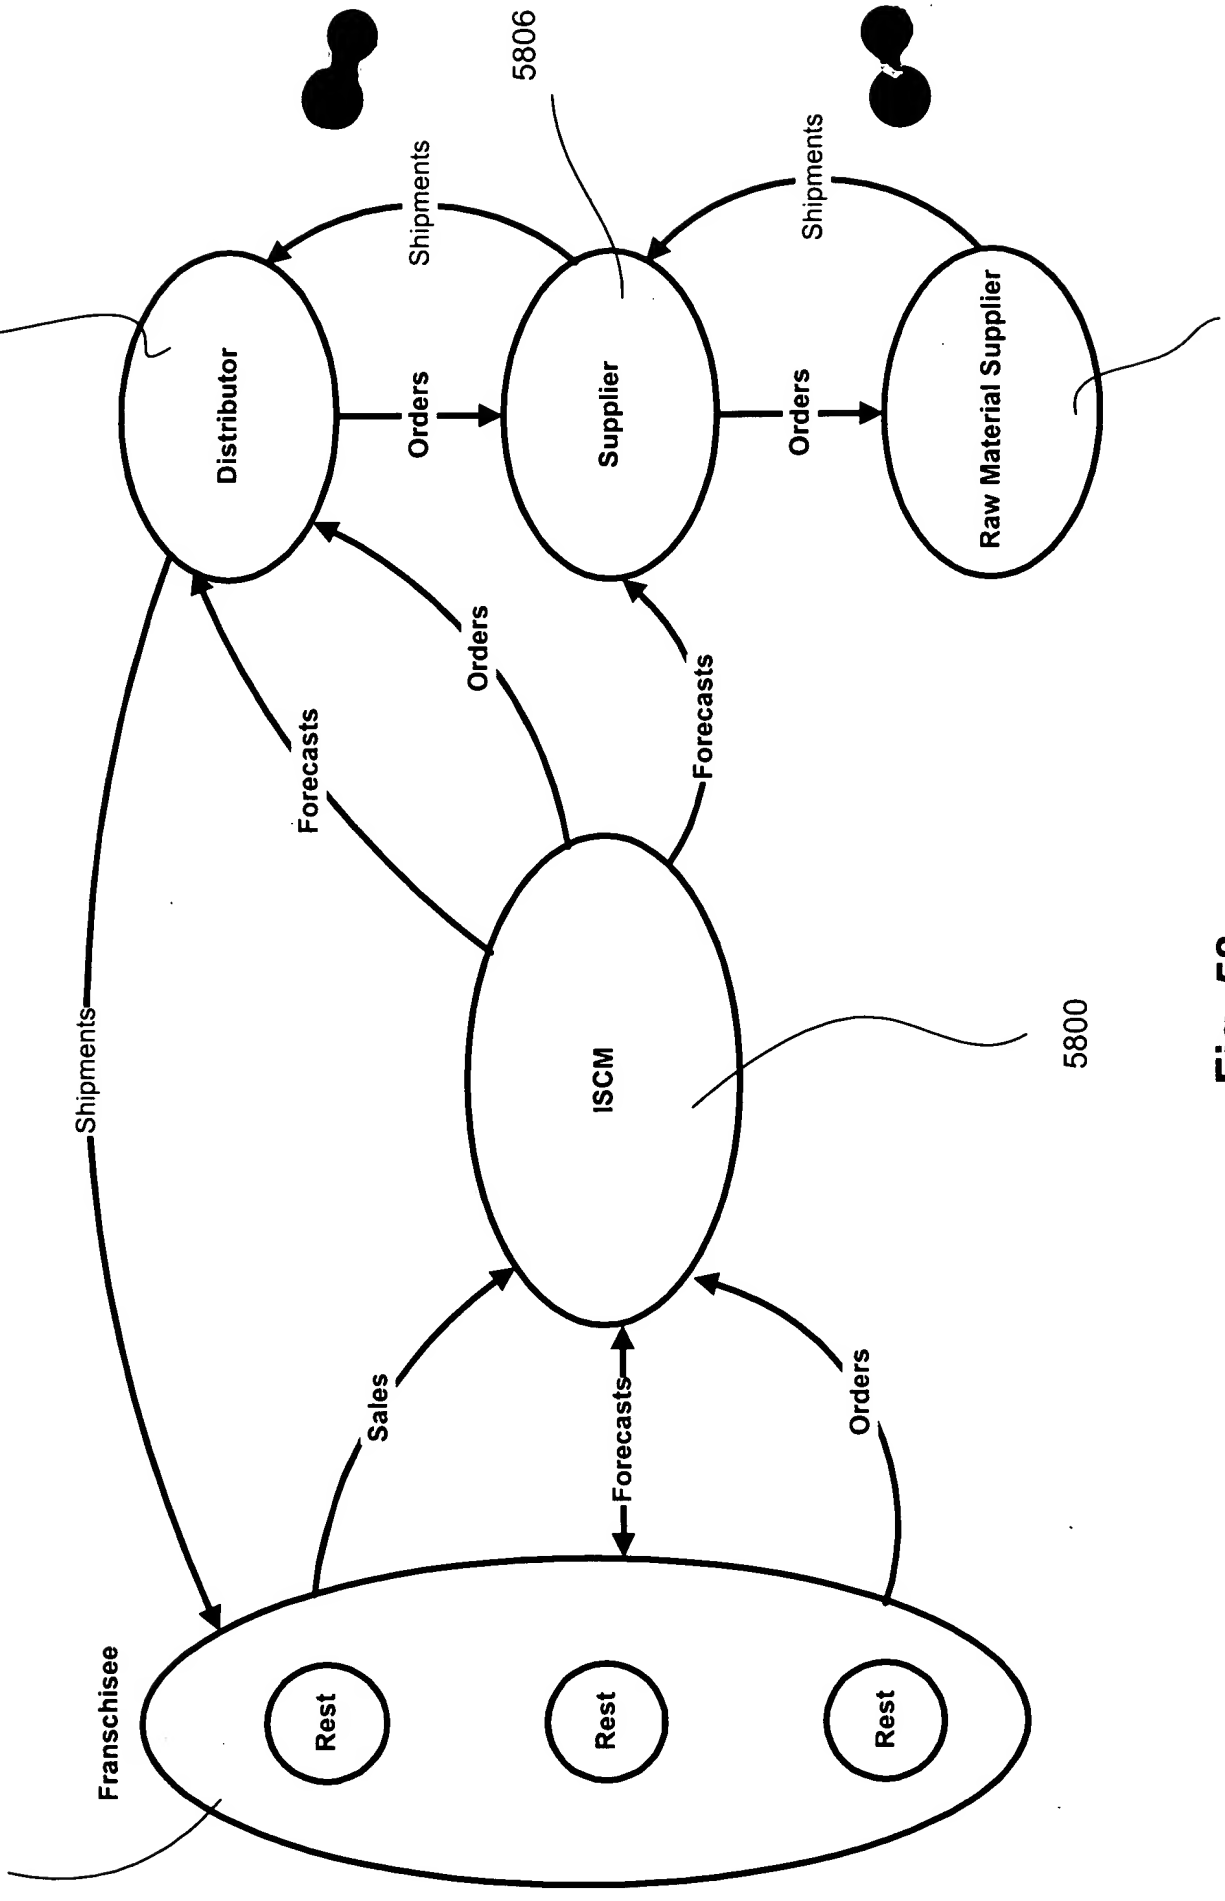 Shipments
Franschisee
Distributor
Forecasts
Rest
Sales
Orders
Shipments
Orders
5806
Rest
Forecasts
ISCM
Supplier
Forecasts
Orders
Shipments
Orders
Rest
Raw Material Supplier
5800